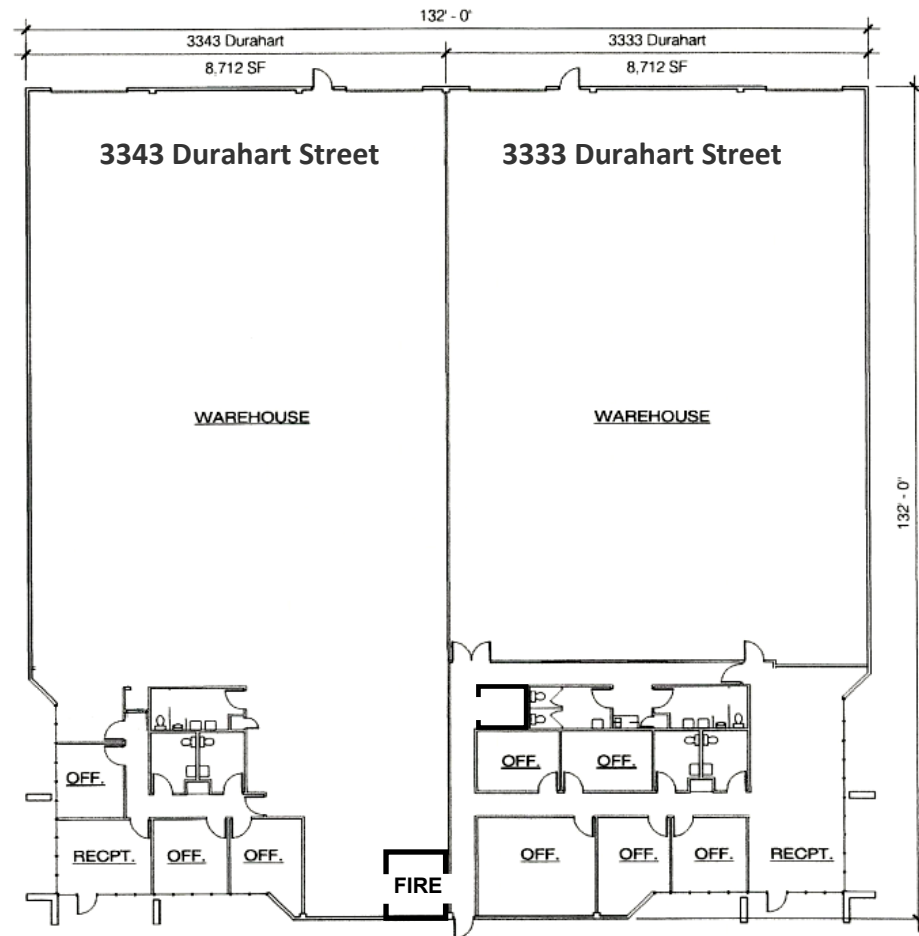 132' - 0"
3343 Durahart
3333 Durahart
8,712 SF
8,712 SF
3343 Durahart Street
3333 Durahart Street
WAREHOUSE
WAREHOUSE
132' - 0"
OFF.
OFF.
OFF.
RECPT.
OFF.
OFF.
FIRE
OFF.
OFF.
OFF.
RECPT.